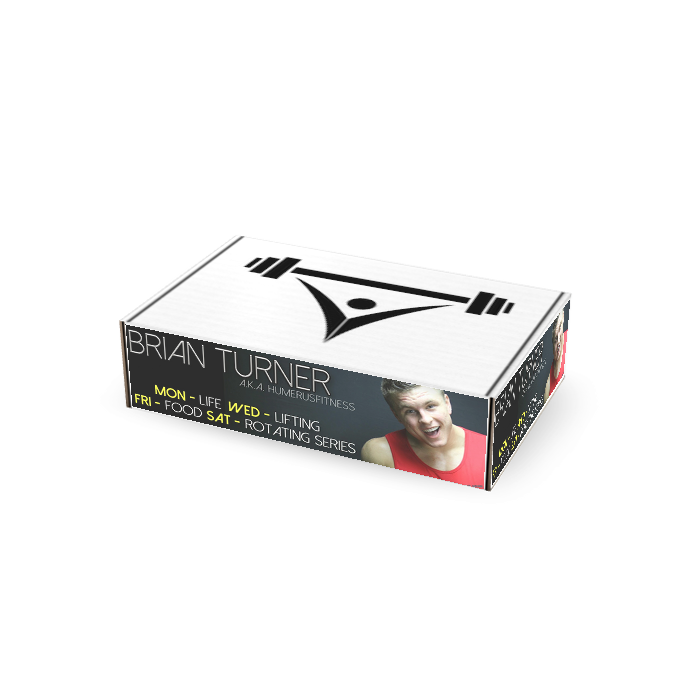 BRIAN TURNER
A.K.A. HUMERUSFITNESS
MON - LIFE WED - LIFTING
FRI - FOOD SAT - ROTATING SERIES